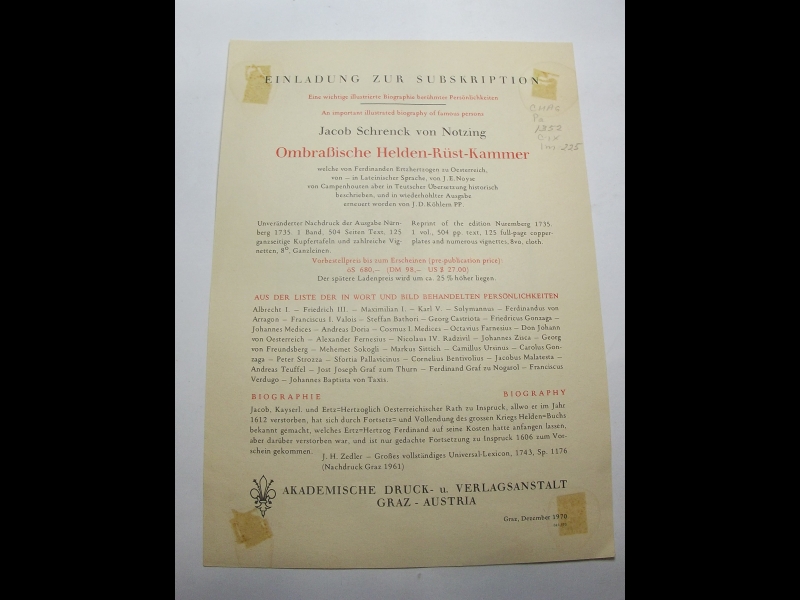 EINLADUNG ZUR SUBSKRIPTION
Eine wichtige illustrierte Biographie berühmter Persönlichkeiten
An important illustrated biography of famous persons
Jacob Schrenck von Notzing
Ombraßische Helden-Rüst-Kammer
welche von Ferdinanden Ertzhertzogen zu Oesterreich,
von – in Lateinischer Sprache, von J. E. Noyse
von Campenhouten aber in Teutscher Übersetzung historisch
beschrieben, und in wiederhohlter Ausgabe
erneuert worden von J. D. Köhlern PP.
Unveränderter Nachdruck der Ausgabe Nürn-
berg 1735. 1 Band, 504 Seiten Text, 125
ganzseitige Kupfertafeln und zahlreiche Vig-
netten, 8°. Ganzleinen.
Reprint of the edition Nuremberg 1735.
1 vol., 504 pp. text, 125 full-page copper-
plates and numerous vignettes, 8vo, cloth.
Vorbestellpreis bis zum Erscheinen (pre-publication price):
öS 680,– (DM 98,– US $ 27.00)
Der spätere Ladenpreis wird um ca. 25 % höher liegen.
AUS DER LISTE DER IN WORT UND BILD BEHANDELTEN PERSÖNLICHKEITEN
Albrecht I. – Friedrich III. – Maximilian I. – Karl V. – Solymannus – Ferdinandus von
Arragon – Franciscus I. Valois – Steffan Bathori – Georg Castriota – Friedricus Gonzaga –
Johannes Medices – Andreas Doria – Cosmus I. Medices – Octavius Farnesius – Don Johann
von Oesterreich – Alexander Fernesius – Nicolaus IV. Radzivil – Johannes Zisca – Georg
von Freundsberg – Mehemet Sokogli – Markus Sittich – Camillus Ursinus – Carolus Gon-
zaga – Peter Strozza – Sfortia Pallavicinus – Cornelius Bentivolius – Jacobus Malatesta –
Andreas Teuffel – Jost Joseph Graf zum Thurn – Ferdinand Graf zu Nogarol – Franciscus
Verdugo – Johannes Baptista von Taxis.
BIOGRAPHIE BIOGRAPHY
Jacob, Kayserl. und Ertz=Hertzoglich Oesterreichischer Rath zu Inspruck, allwo er im Jahr
1612 verstorben, hat sich durch Fortsetz= und Vollendung des grossen Kriegs Helden=Buchs
bekannt gemacht, welches Ertz=Hertzog Ferdinand auf seine Kosten hatte anfangen lassen,
aber darüber verstorben war, und ist nur gedachte Fortsetzung zu Inspruck 1606 zum Vor-
schein gekommen.
J. H. Zedler – Großes vollständiges Universal-Lexicon, 1743, Sp. 1176
(Nachdruck Graz 1961)
AKADEMISCHE DRUCK- u. VERLAGSANSTALT
GRAZ - AUSTRIA
Graz, Dezember 1970